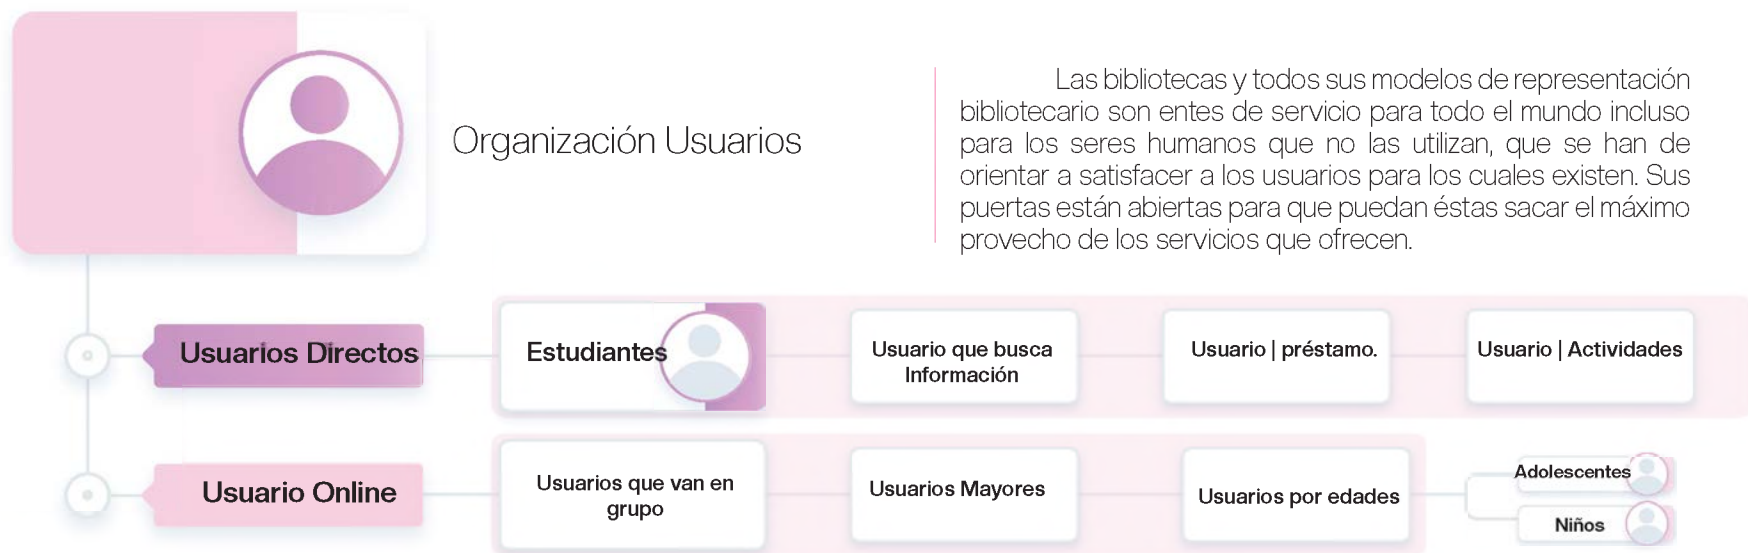 Organización Usuarios
Las bibliotecas y todos sus modelos de representación
bibliotecario son entes de servicio para todo el mundo incluso
para los seres humanos que no las utilizan, que se han de
orientar a satisfacer a los usuarios para los cuales existen. Sus
puertas están abiertas para que puedan éstas sacar el máximo
provecho de los servicios que ofrecen.
Usuarios Directos
Estudiantes
Usuario que busca
Información
Usuario | préstamo.
Usuario | Actividades
Usuario Online
Usuarios que van en
grupo
Usuarios Mayores
Usuarios por edades
Adolescentes
Niños